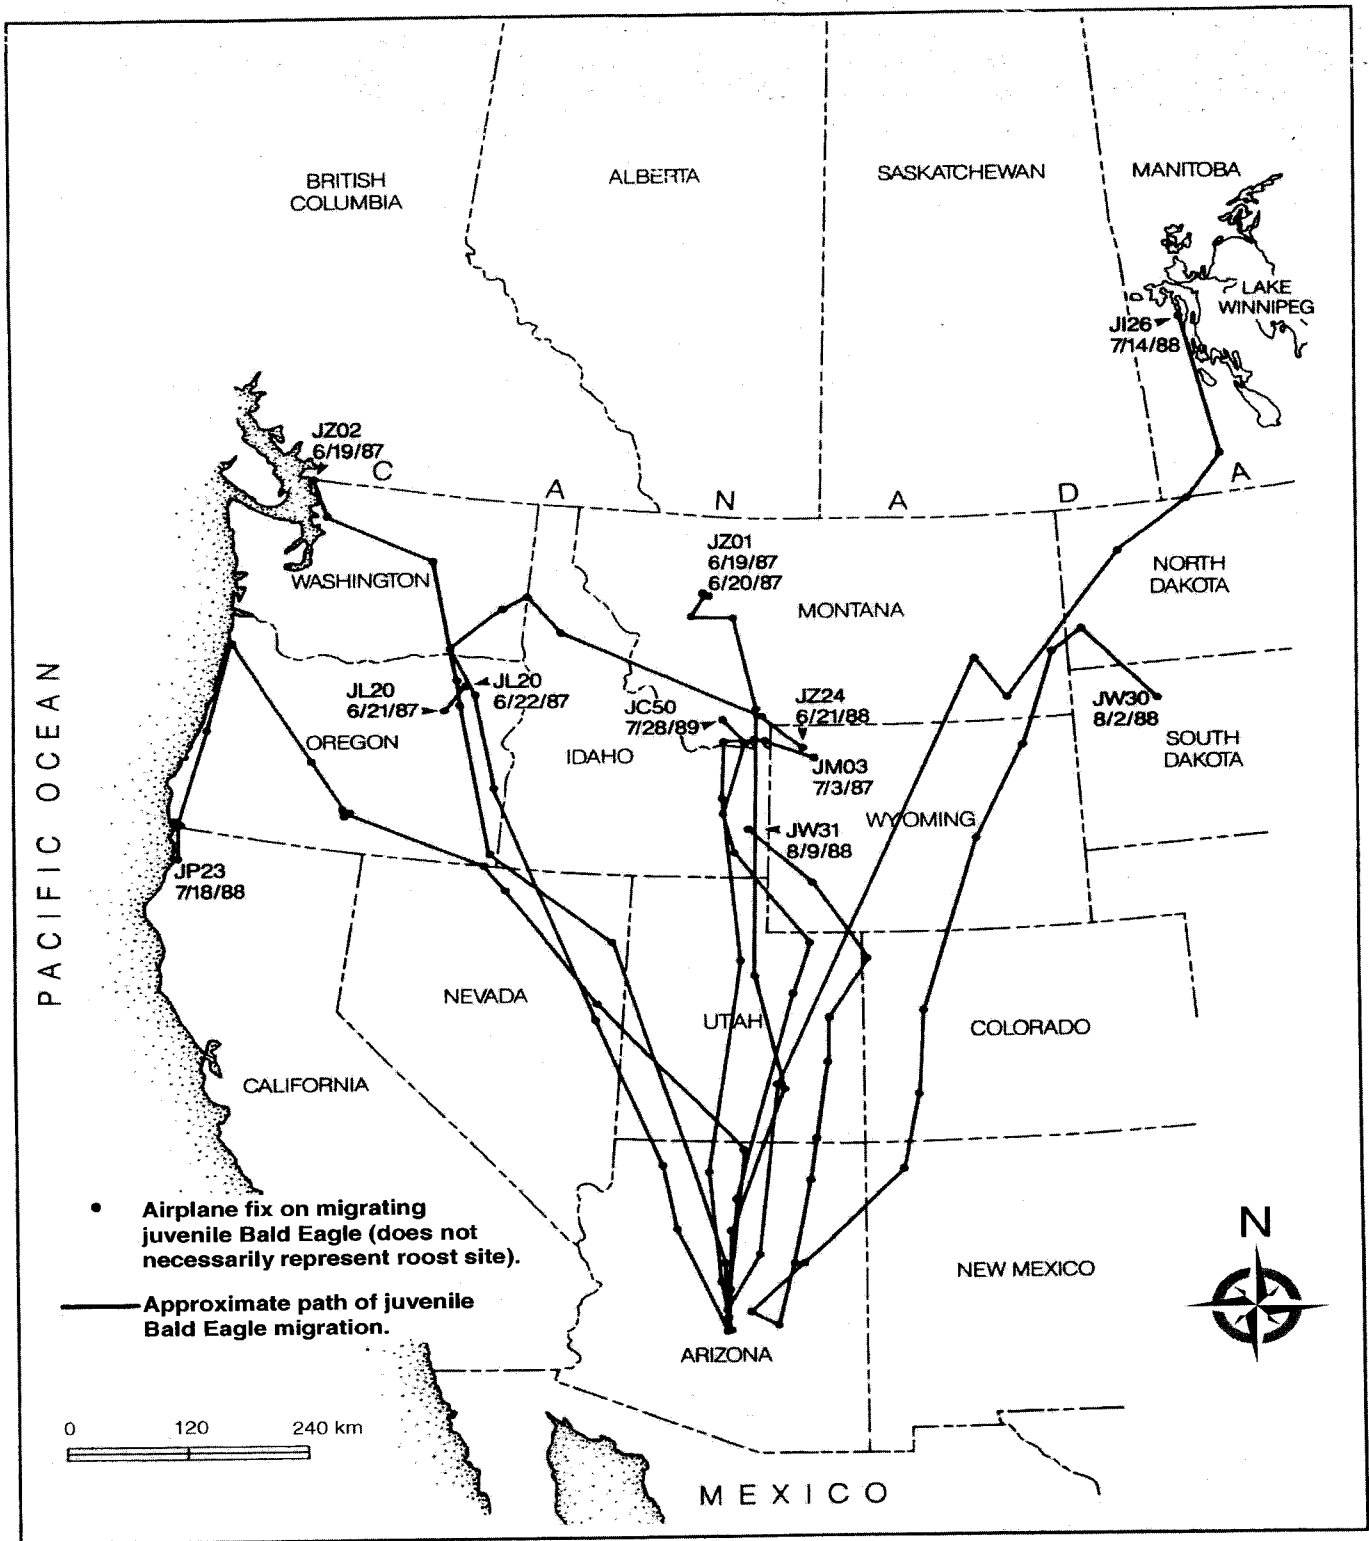 BRITISH
COLUMBIA
ALBERTA
SASKATCHEWAN
MANITOBA
LAKE
WINNIPEG
JI26
7/14/88
JZ02
6/19/87
C A N A D A
JZ01
6/19/87
6/20/87
WASHINGTON
MONTANA
NORTH
DAKOTA
JL20
6/21/87
JL20
6/22/87
JC50
7/28/89
JZ24
6/21/88
JW30
8/2/88
OREGON
IDAHO
JM03
7/3/87
SOUTH
DAKOTA
PACIFIC OCEAN
JW31
8/9/88
WYOMING
JP23
7/18/88
NEVADA
UTAH
COLORADO
CALIFORNIA
Airplane fix on migrating
juvenile Bald Eagle (does not
necessarily represent roost site).
Approximate path of juvenile
Bald Eagle migration.
N
NEW MEXICO
ARIZONA
0 120 240 km
MEXICO